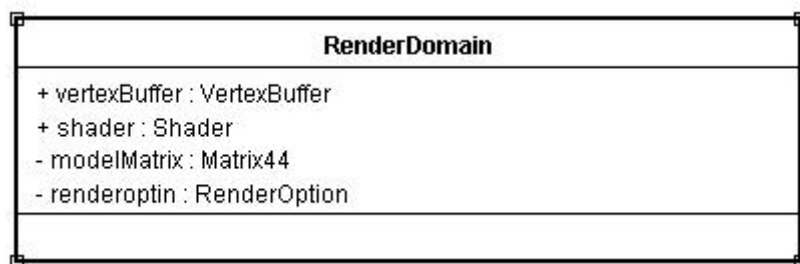 RenderDomain
+ vertexBuffer : VertexBuffer
+ shader : Shader
- modelMatrix : Matrix44
- renderoptin : RenderOption